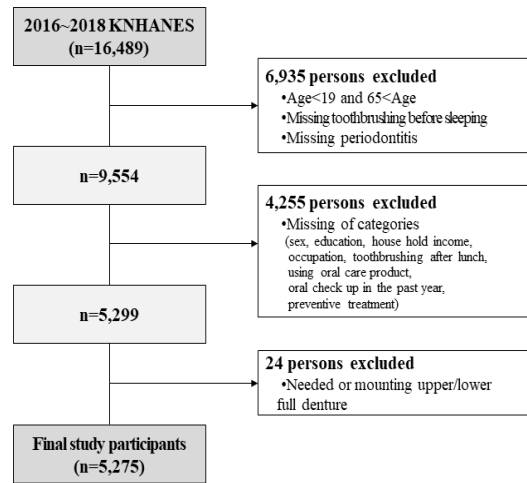 2016~2018 KNHANES
(n=16,489)
6,935 persons excluded
•Age<19 and 65<Age
•Missing toothbrushing before sleeping
•Missing periodontitis
n=9,554
4,255 persons excluded
•Missing of categories
(sex, education, house hold income,
occupation, toothbrushing after lunch,
using oral care product,
oral check up in the past year,
preventive treatment)
n=5,299
24 persons excluded
•Needed or mounting upper/lower
full denture
Final study participants
(n=5,275)